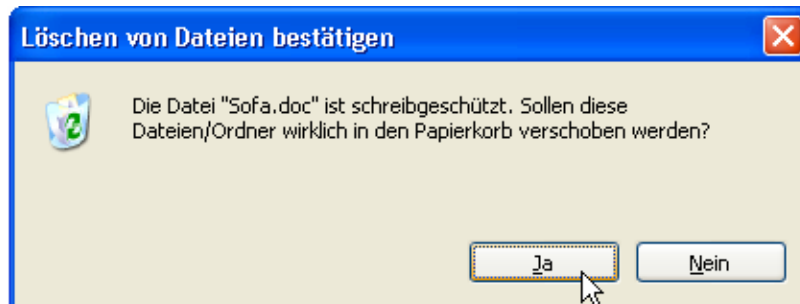 Löschen von Dateien bestätigen
Die Datei "Sofa.doc" ist schreibgeschützt. Sollen diese
Dateien/Ordner wirklich in den Papierkorb verschoben werden?
Ja Nein